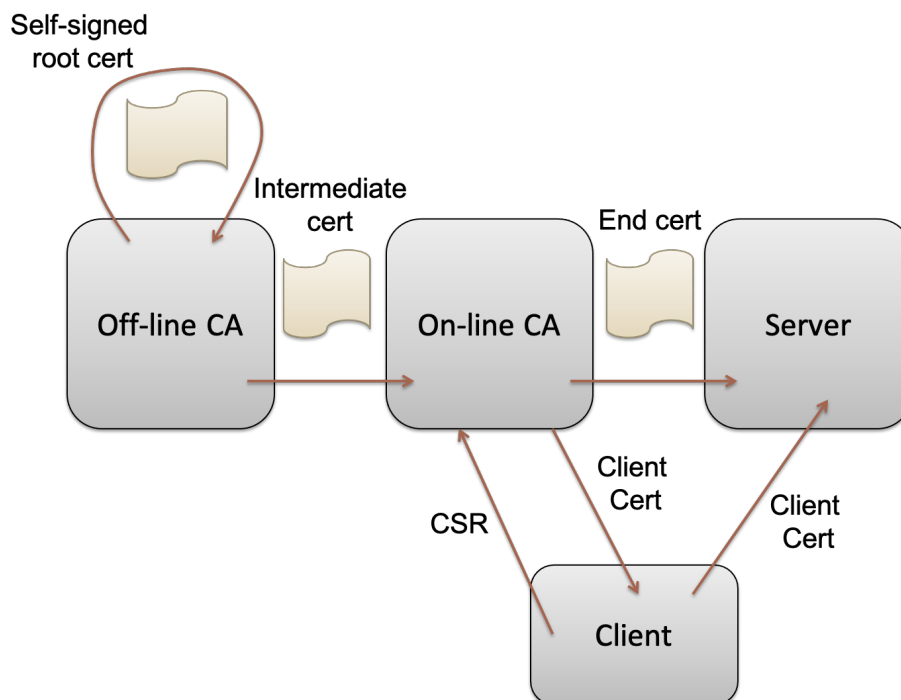 Self-signed
root cert
Intermediate
cert
End cert
Off-line CA
On-line CA
Server
CSR
Client
Cert
Client
Cert
Client